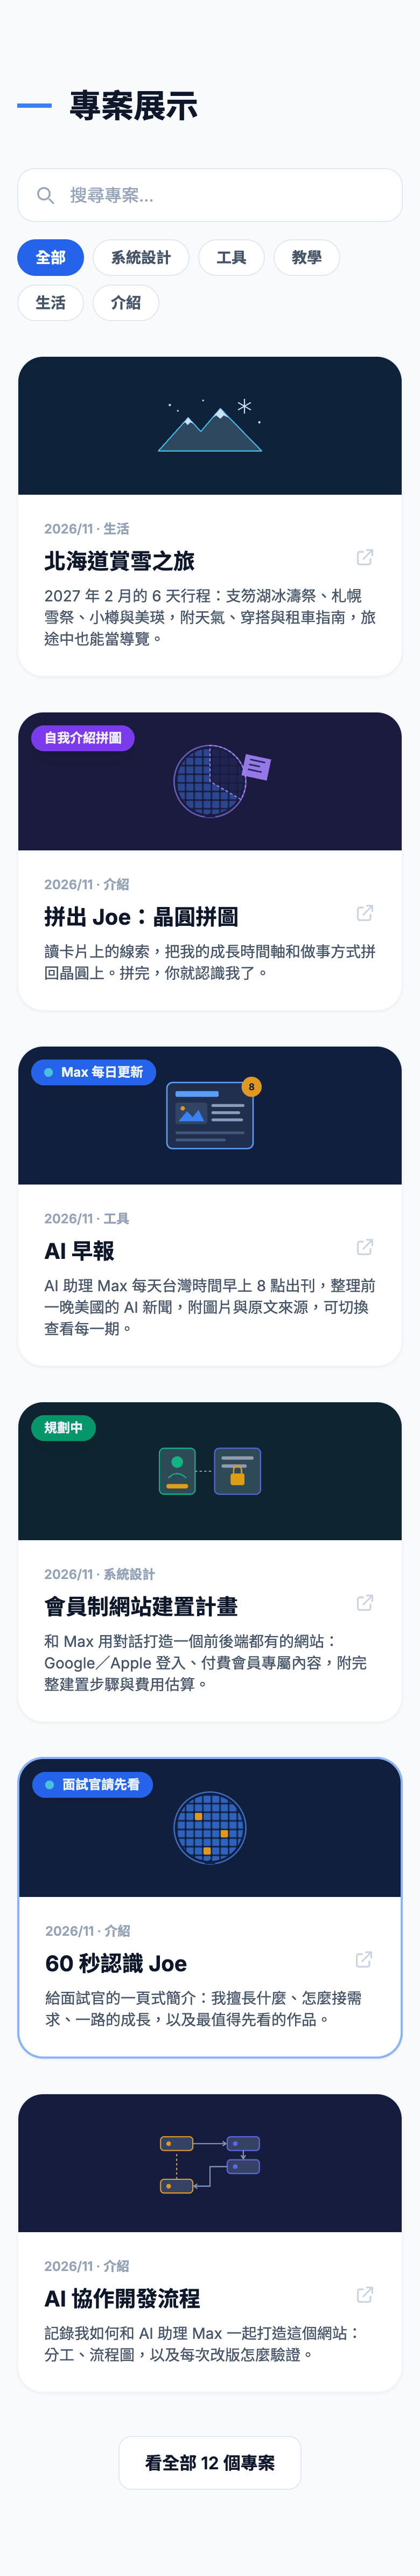 專案展示
搜尋專案...
全部
系統設計
工具
教學
生活
介紹
2026/11 · 生活
北海道賞雪之旅
2027 年 2 月的 6 天行程：支笏湖冰濤祭、札幌
雪祭、小樽與美瑛，附天氣、穿搭與租車指南，旅
途中也能當導覽。
自我介紹拼圖
2026/11 · 介紹
拼出 Joe：晶圓拼圖
讀卡片上的線索，把我的成長時間軸和做事方式拼
回晶圓上。拼完，你就認識我了。
Max 每日更新
8
2026/11 · 工具
AI 早報
AI 助理 Max 每天台灣時間早上 8 點出刊，整理前
一晚美國的 AI 新聞，附圖片與原文來源，可切換
查看每一期。
規劃中
2026/11 · 系統設計
會員制網站建置計畫
和 Max 用對話打造一個前後端都有的網站：
Google／Apple 登入、付費會員專屬內容，附完
整建置步驟與費用估算。
面試官請先看
2026/11 · 介紹
60 秒認識 Joe
給面試官的一頁式簡介：我擅長什麼、怎麼接需
求、一路的成長，以及最值得先看的作品。
2026/11 · 介紹
AI 協作開發流程
記錄我如何和 AI 助理 Max 一起打造這個網站：
分工、流程圖，以及每次改版怎麼驗證。
看全部 12 個專案